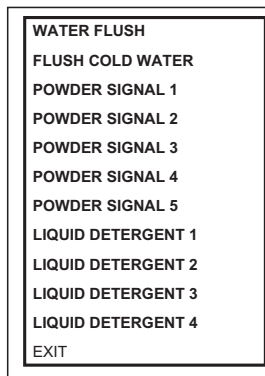 WATER FLUSH
FLUSH COLD WATER
POWDER SIGNAL 1
POWDER SIGNAL 2
POWDER SIGNAL 3
POWDER SIGNAL 4
POWDER SIGNAL 5
LIQUID DETERGENT 1
LIQUID DETERGENT 2
LIQUID DETERGENT 3
LIQUID DETERGENT 4
EXIT